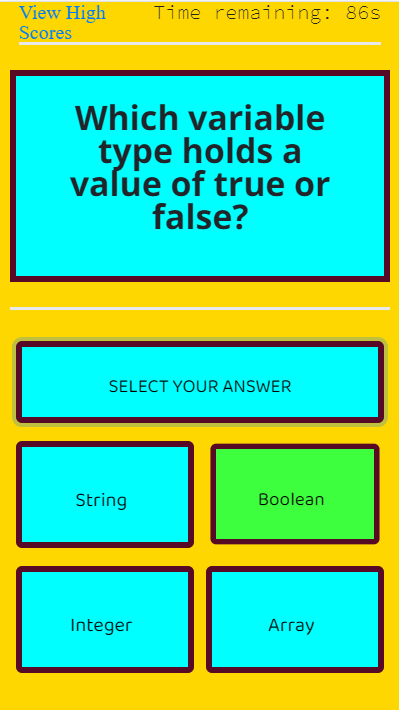 View High Time remaining: 86s
Scores
Which variable
type holds a
value of true or
false?
SELECT YOUR ANSWER
String Boolean
Integer Array